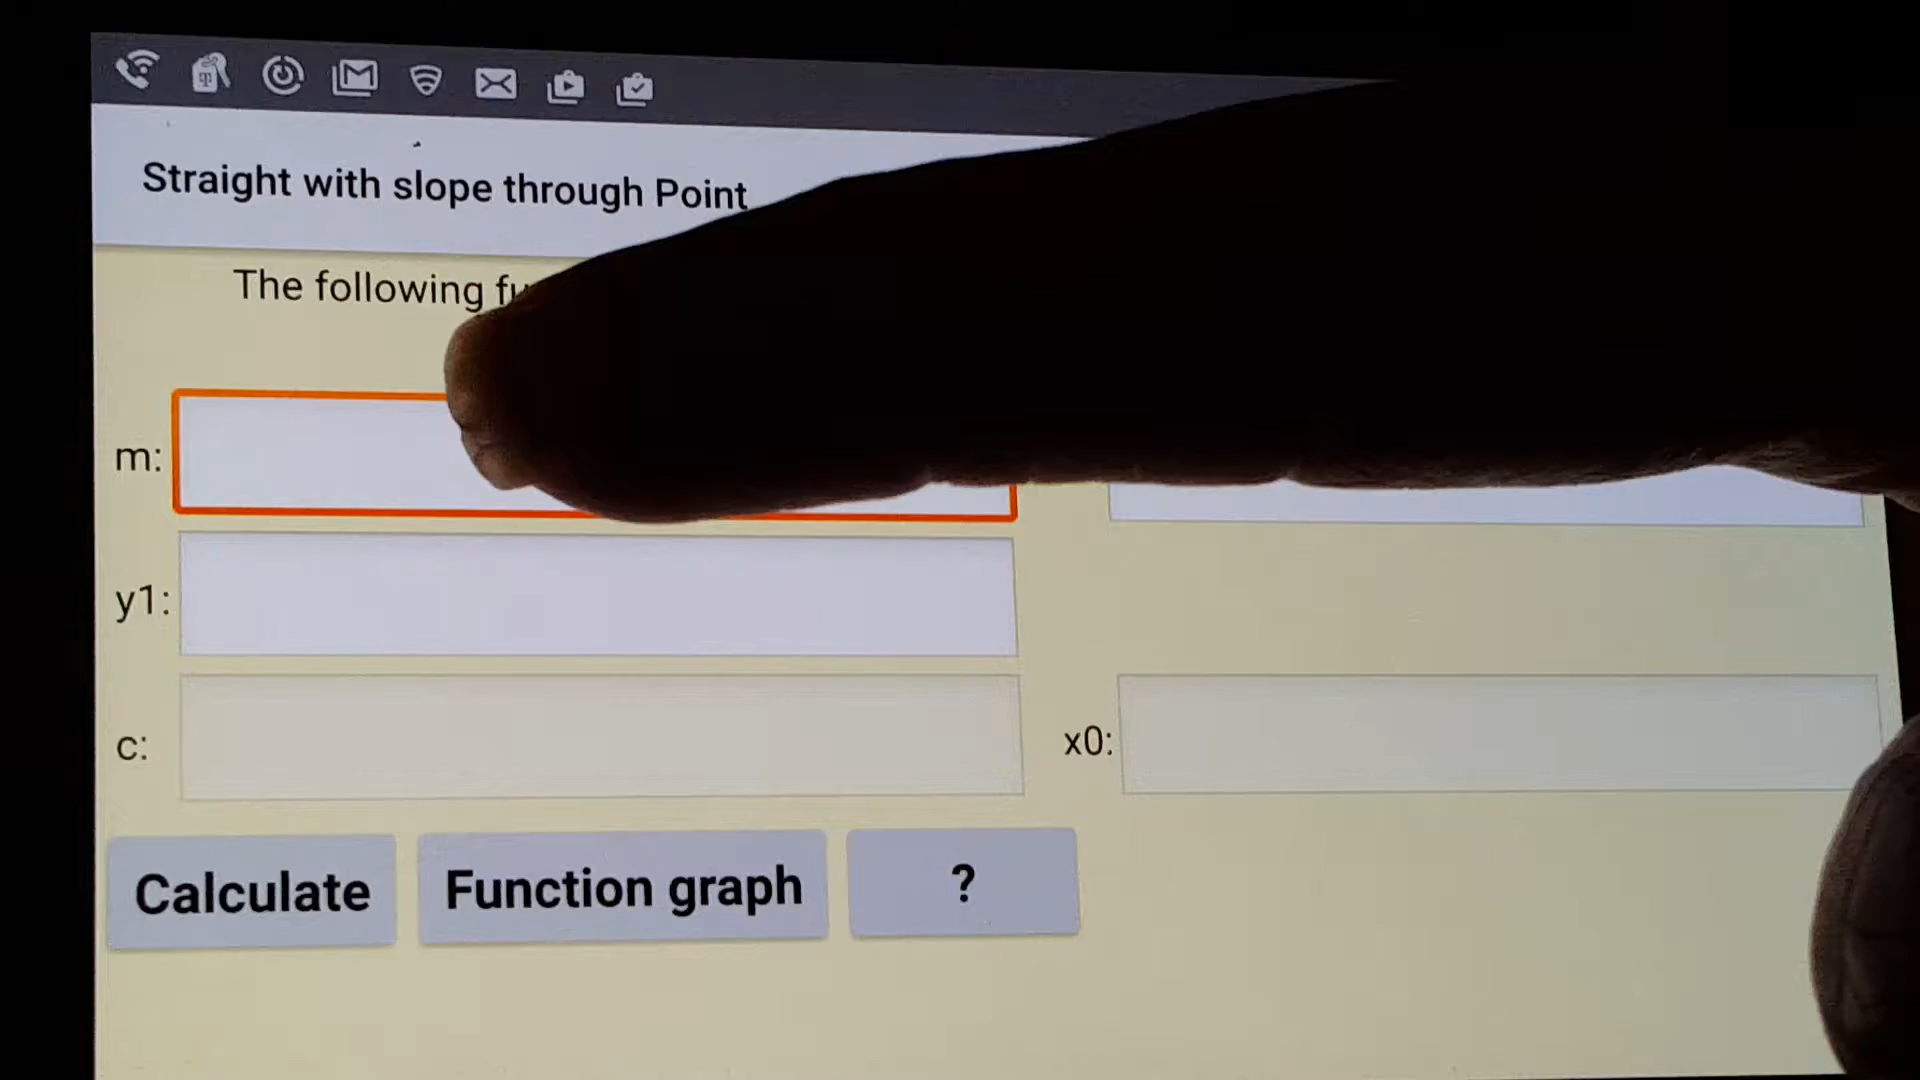 Straight with slope through Point
The following
m:
y1:
c:
x0:
Calculate
Function graph
?